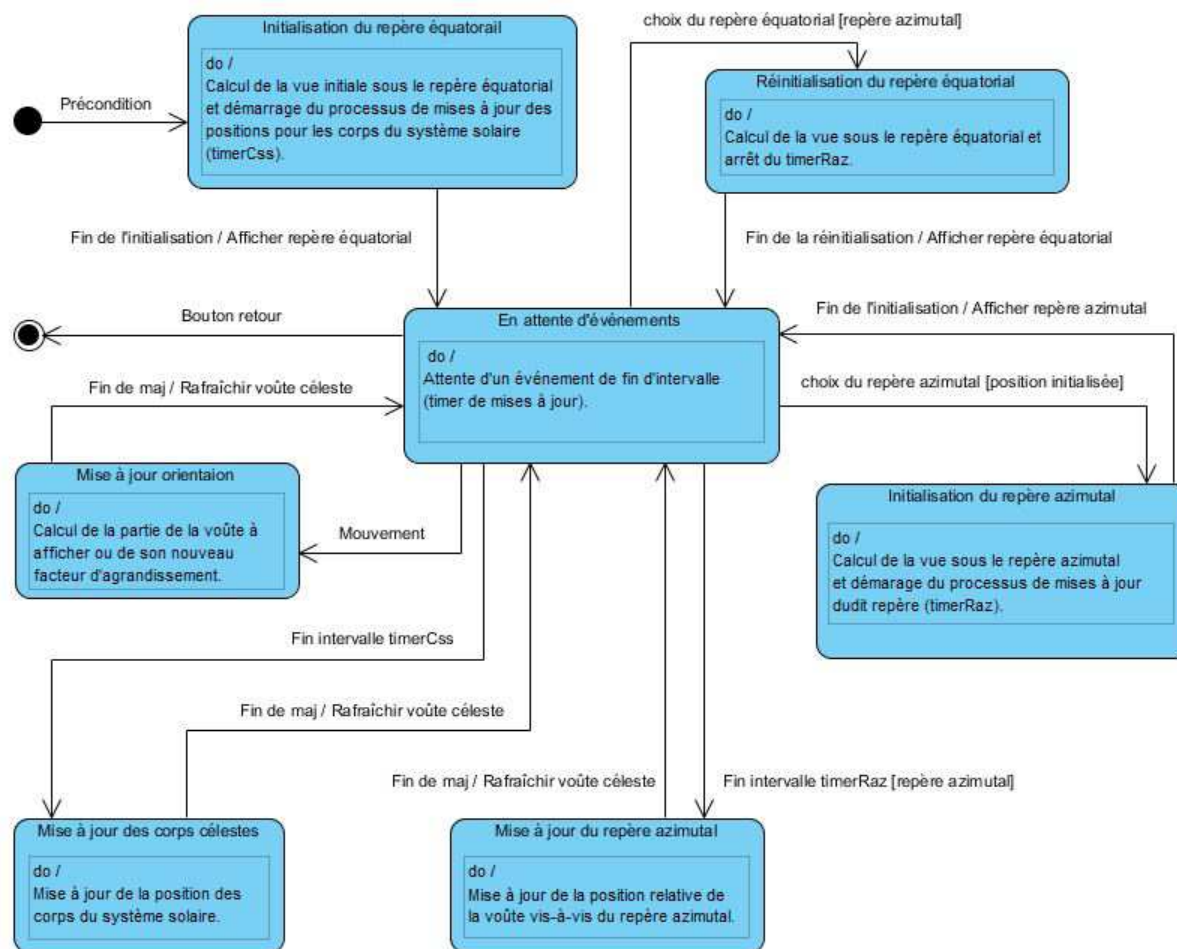 Initialisation du repère équatorail
do /
Calcul de la vue initiale sous le repère équatorial
et démarrage du processus de mises à jour des
positions pour les corps du système solaire
(timerCss).
Précondition
choix du repère équatorial [repère azimutal]
Réinitialisation du repère équatorial
do /
Calcul de la vue sous le repère équatorial et
arrêt du timerRaz.
Fin de l'initialisation / Afficher repère équatorial
Fin de la réinitialisation / Afficher repère équatorial
Bouton retour
En attente d'événements
do /
Attente d'un événement de fin d'intervalle
(timer de mises à jour).
Fin de l'initialisation / Afficher repère azimutal
choix du repère azimutal [position initialisée]
Fin de maj / Rafraîchir voûte céleste
Mise à jour orientaion
do /
Calcul de la partie de la voûte à
afficher ou de son nouveau
facteur d'agrandissement.
Mouvement
Initialisation du repère azimutal
do /
Calcul de la vue sous le repère azimutal
et démarage du processus de mises à jour
dudit repère (timerRaz).
Fin intervalle timerCss
Fin de maj / Rafraîchir voûte céleste
Fin de maj / Rafraîchir voûte céleste
Fin intervalle timerRaz [repère azimutal]
Mise à jour des corps célestes
do /
Mise à jour de la position des
corps du système solaire.
Mise à jour du repère azimutal
do /
Mise à jour de la position relative de
la voûte vis-à-vis du repère azimutal.